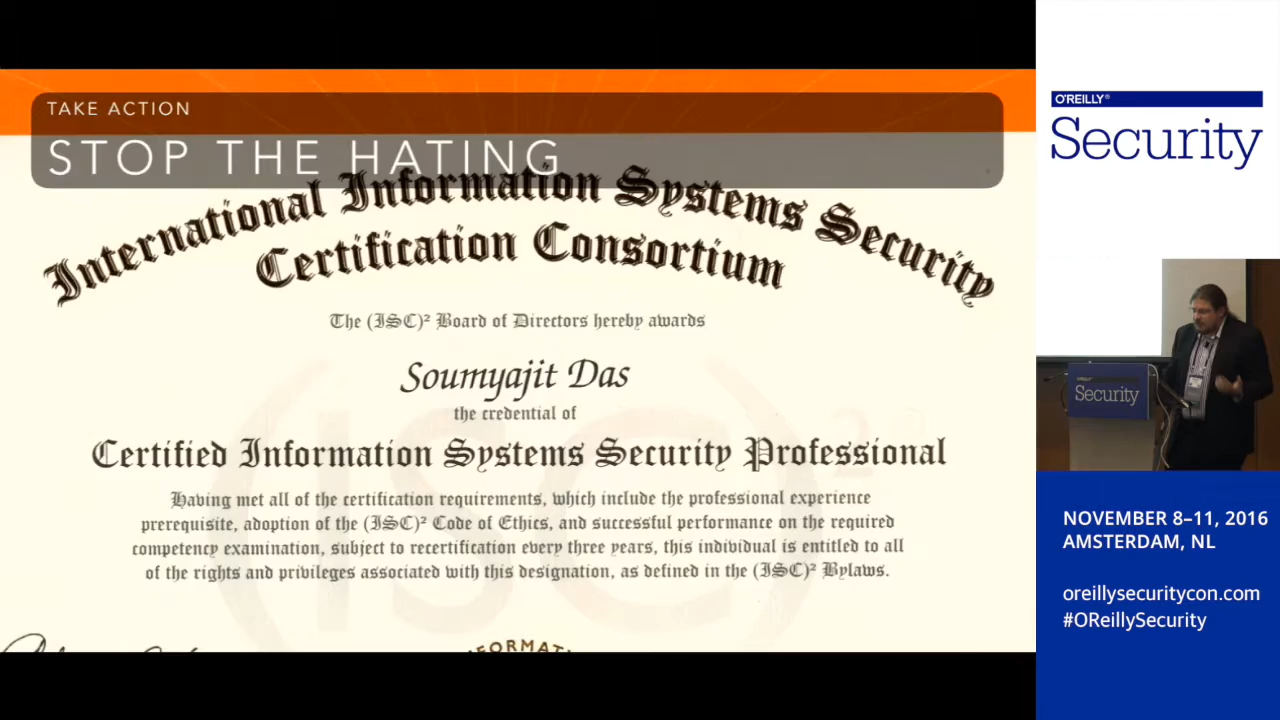 TAKE ACTION
STOP THE HATING
International Information Systems Security
Certification Consortium
The (ISC)² Board of Directors hereby awards
Soumyajit Das
the credential of
Certified Information Systems Security Professional
Having met all of the certification requirements, which include the professional experience
prerequisite, adoption of the (ISC)² Code of Ethics, and successful performance on the required
competency examination, subject to recertification every three years, this individual is entitled to all
of the rights and privileges associated with this designation, as defined in the (ISC)² Bylaws.
(ISC)²
O'REILLY®
Security
O'REILLY
Security
NOVEMBER 8–11, 2016
AMSTERDAM, NL
oreillysecuritycon.com
#OReillySecurity